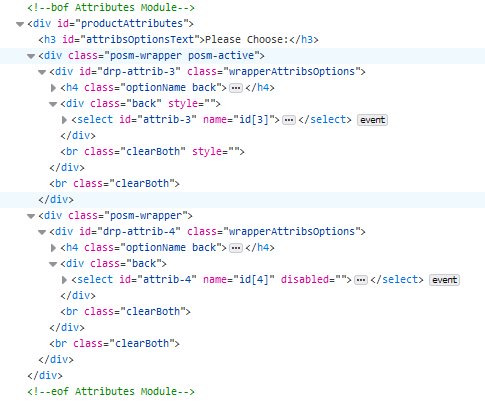 <!--bof Attributes Module-->
<div id="productAttributes">
<h3 id="attribsOptionsText">Please Choose:</h3>
<div class="posm-wrapper posm-active">
<div id="drp-attrib-3" class="wrapperAttribsOptions">
<h4 class="optionName back">…</h4>
<div class="back" style="">
<select id="attrib-3" name="id[3]">…</select> event
</div>
<br class="clearBoth" style="">
</div>
<br class="clearBoth">
</div>
<div class="posm-wrapper">
<div id="drp-attrib-4" class="wrapperAttribsOptions">
<h4 class="optionName back">…</h4>
<div class="back">
<select id="attrib-4" name="id[4]" disabled="">…</select> event
</div>
<br class="clearBoth">
</div>
<br class="clearBoth">
</div>
</div>
<!--eof Attributes Module-->